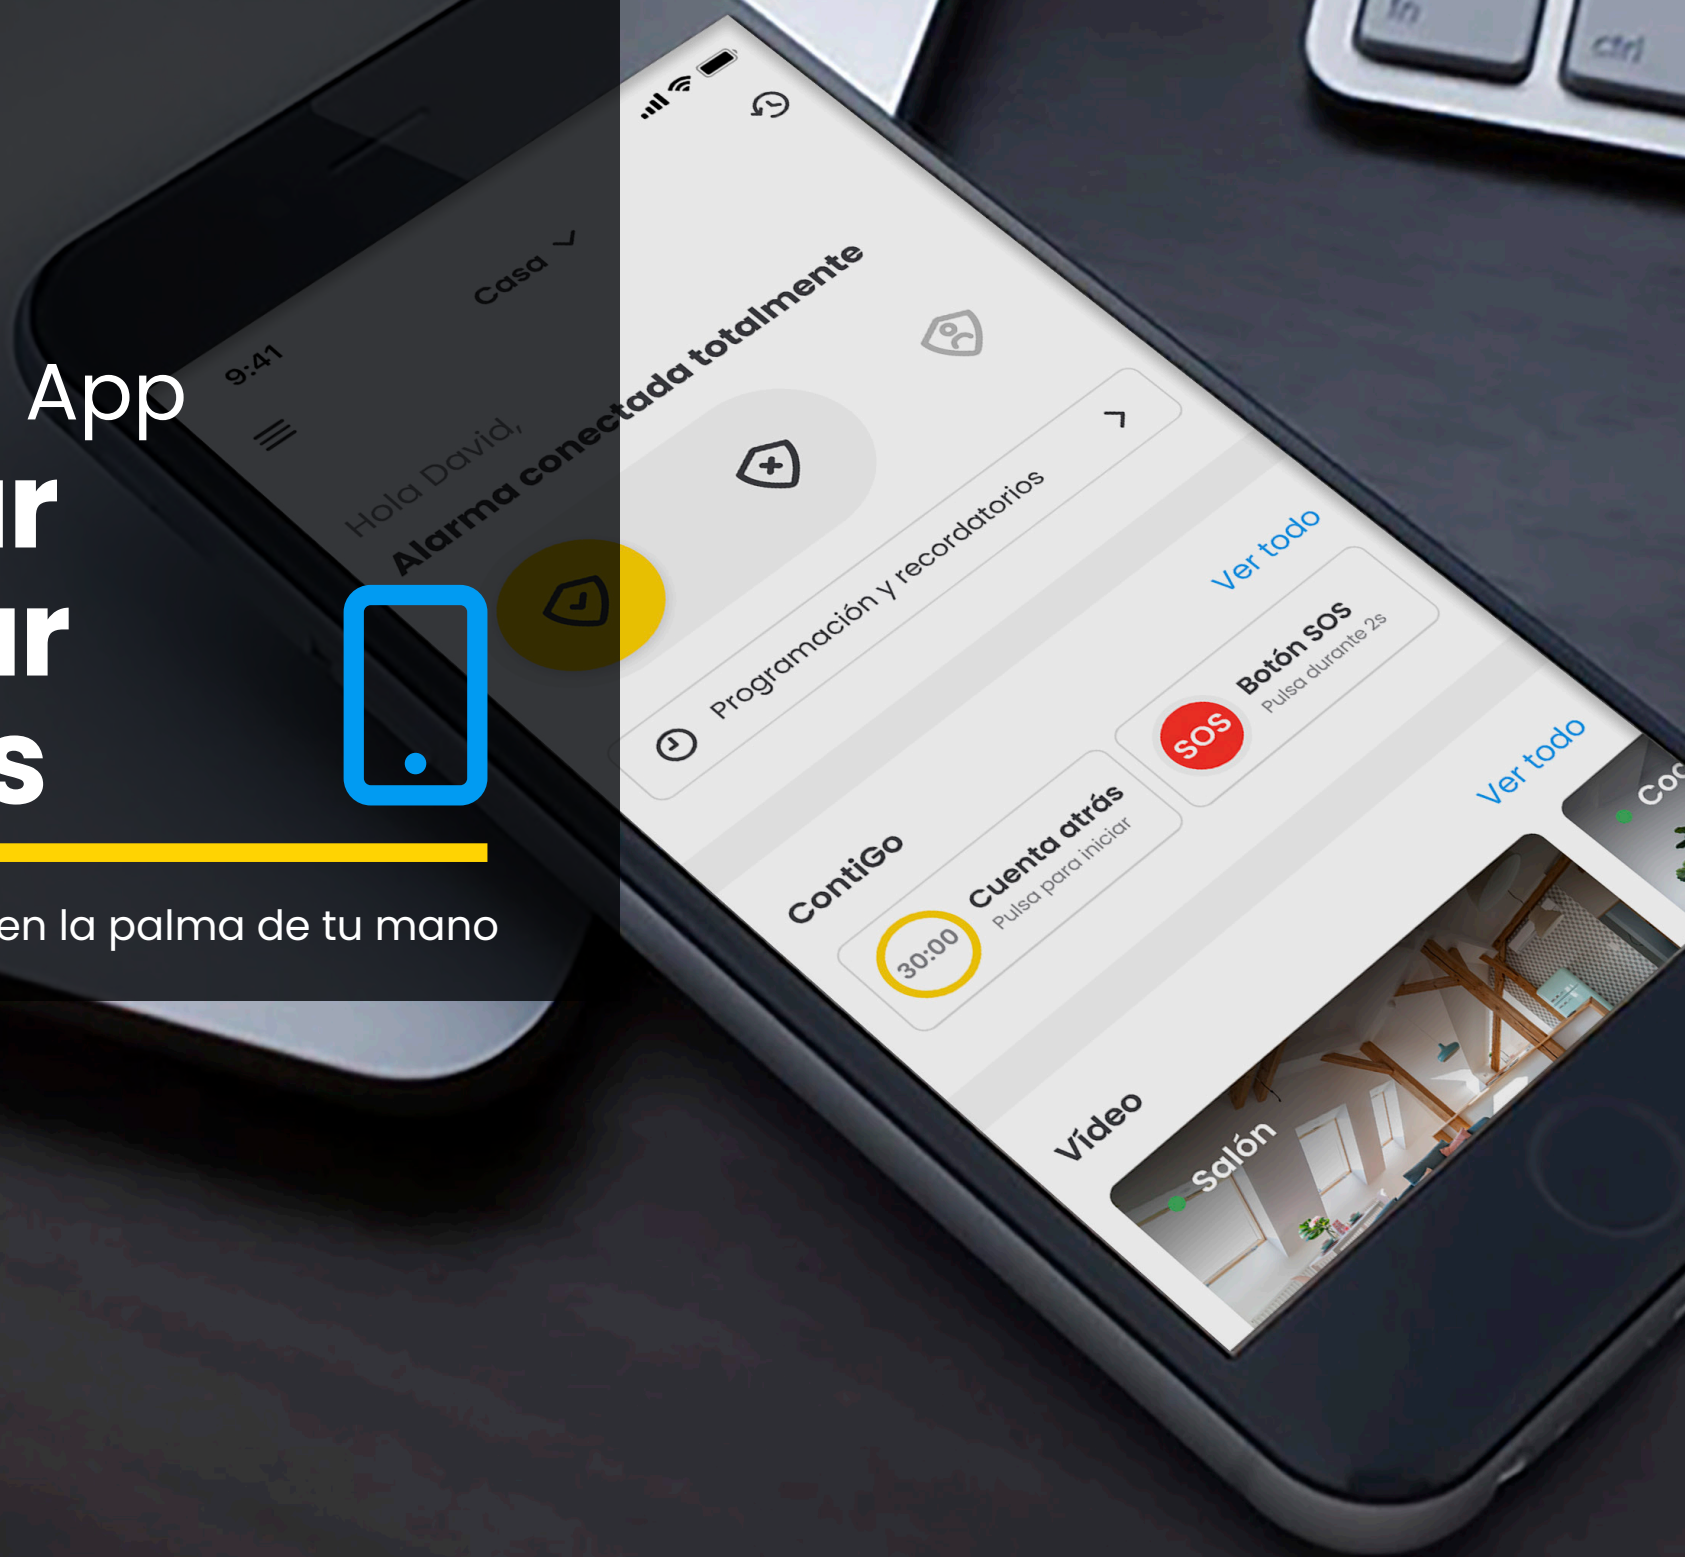 App
en la palma de tu mano
9:41
Casa
Hola David,
Alarma conectada totalmente
Programación y recordatorios
ContiGo
Ver todo
30:00
Cuenta atrás
Pulsa para iniciar
SOS
Botón SOS
Pulsa durante 2s
Vídeo
Ver todo
Salón
fn
ctrl